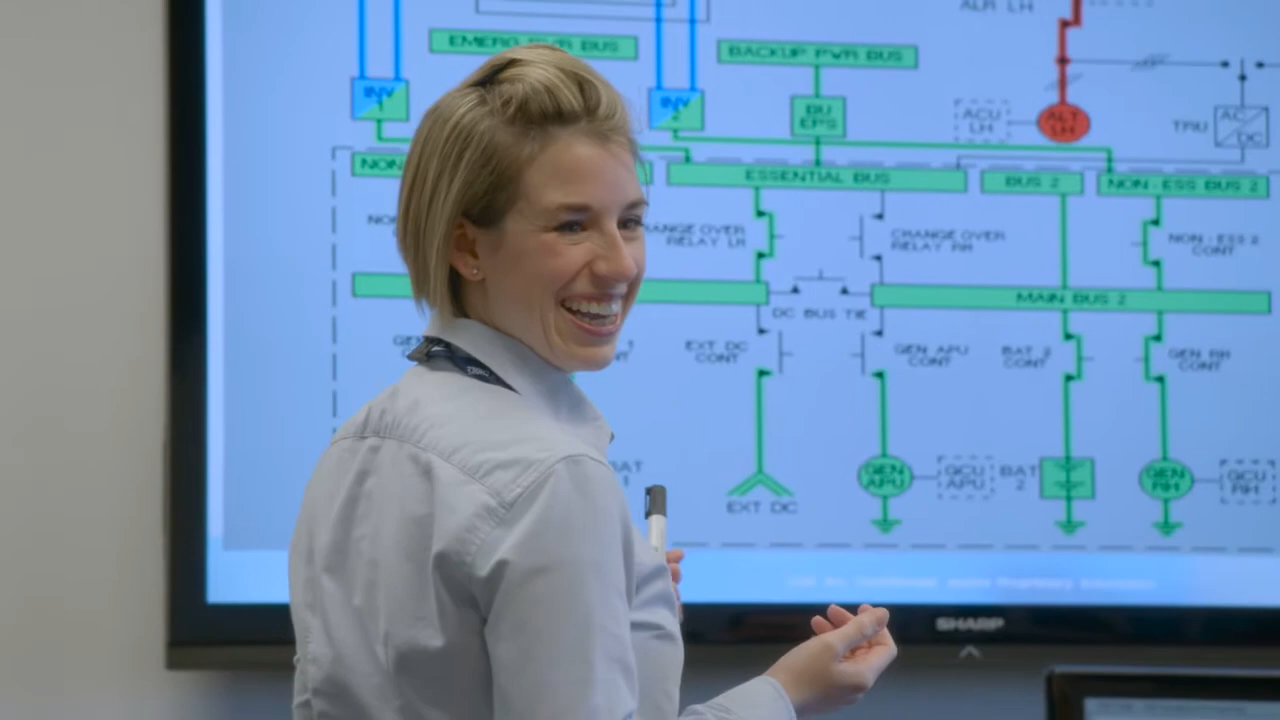 ALR LH
EMERG PWR BUS
BACKUP PWR BUS
INV
1
INV
2
BU
EPS
ACU
LH
ALT
LH
TRU
AC
DC
NON
ESSENTIAL BUS
BUS 2
NON-ESS BUS 2
CHANGE OVER
RELAY RH
RELAY LH
NON-ESS 2
CONT
MAIN BUS 2
DC BUS TIE
EXT DC
CONT
GEN APU
CONT
BAT 2
CONT
GEN RH
CONT
GEN
APU
GCU
APU
BAT
2
GEN
RH
GCU
RH
EXT DC
SHARP